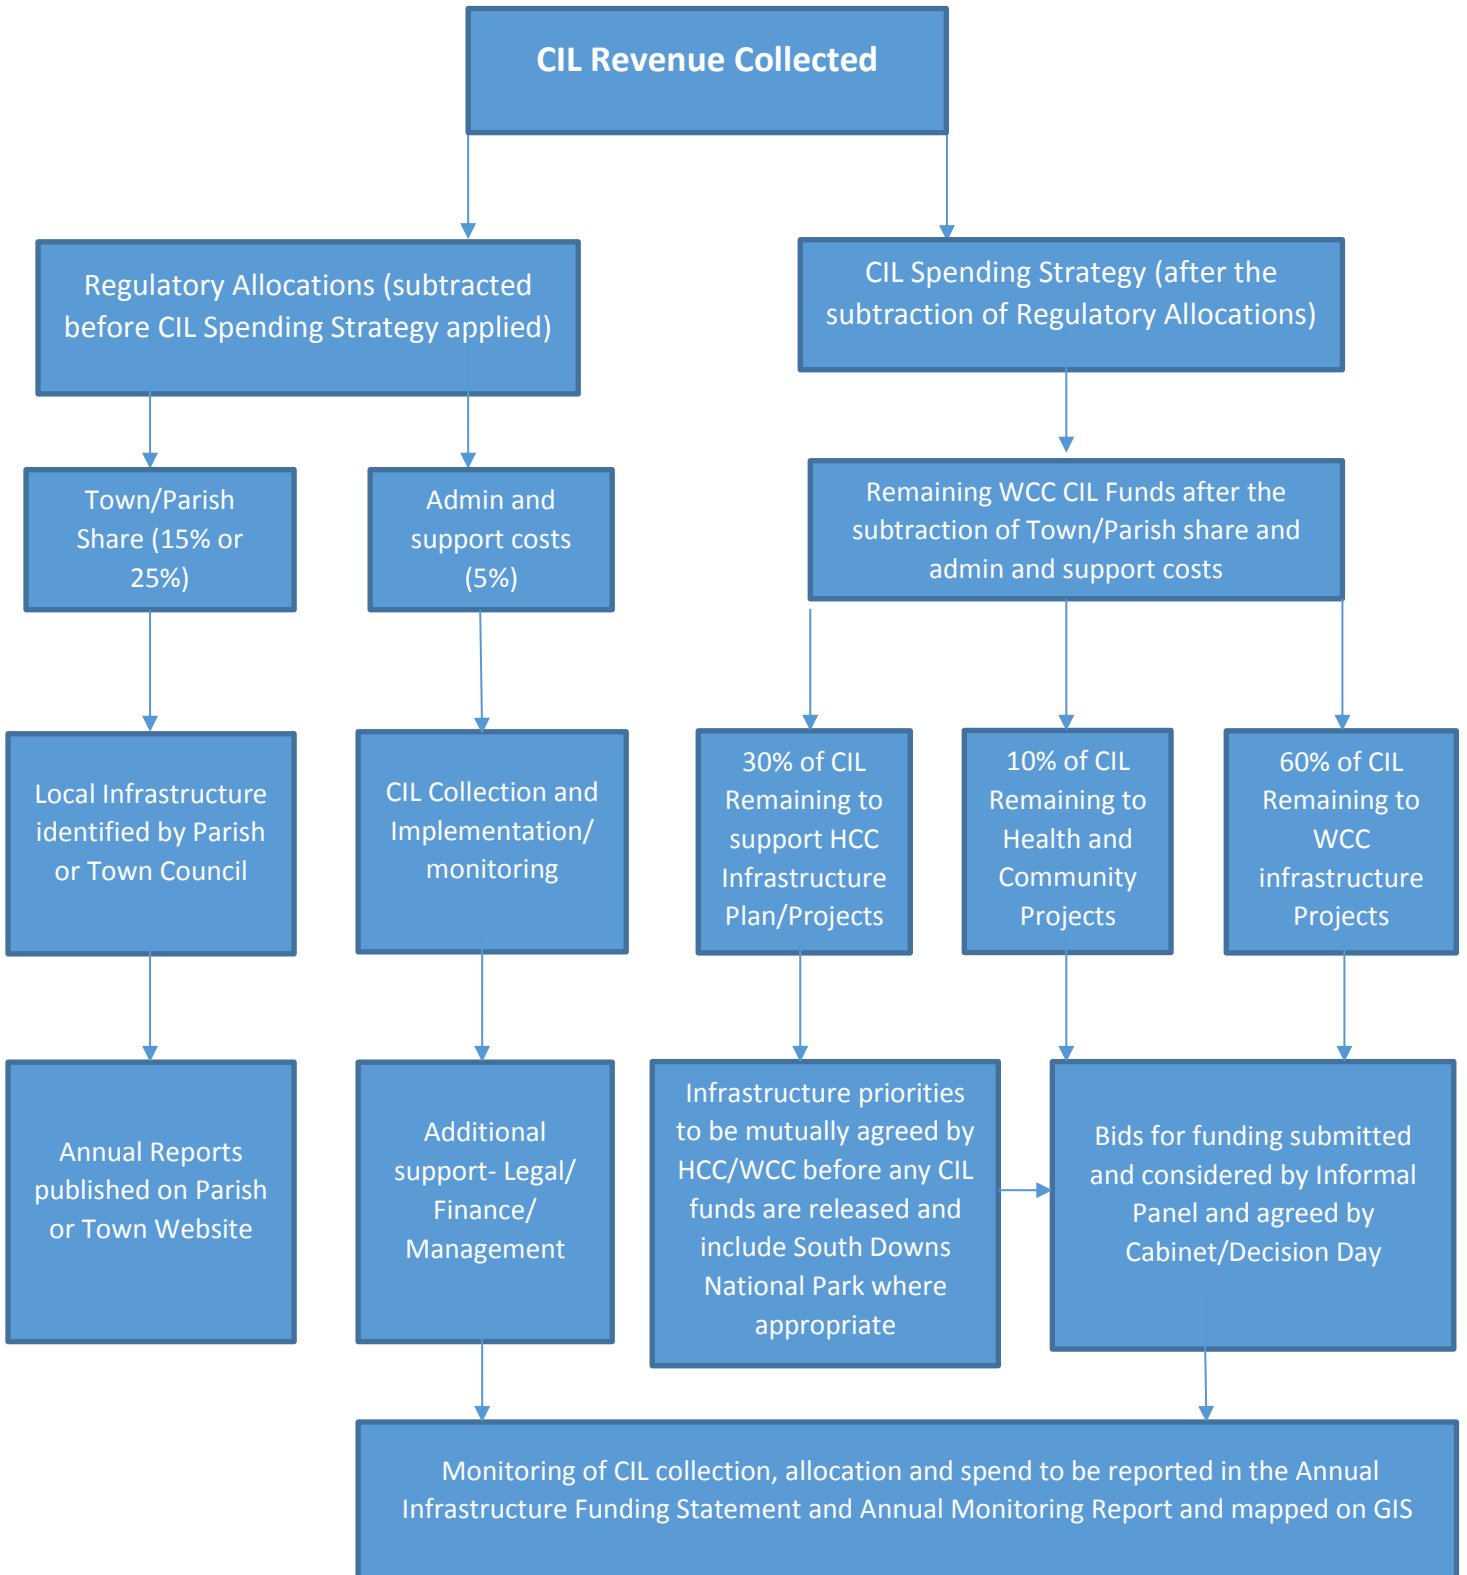 CIL Revenue Collected
Regulatory Allocations (subtracted
before CIL Spending Strategy applied)
CIL Spending Strategy (after the
subtraction of Regulatory Allocations)
Town/Parish
Share (15% or
25%)
Admin and
support costs
(5%)
Remaining WCC CIL Funds after the
subtraction of Town/Parish share and
admin and support costs
Local Infrastructure
identified by Parish
or Town Council
CIL Collection and
Implementation/
monitoring
30% of CIL
Remaining to
support HCC
Infrastructure
Plan/Projects
10% of CIL
Remaining to
Health and
Community
Projects
60% of CIL
Remaining to
WCC
infrastructure
Projects
Annual Reports
published on Parish
or Town Website
Additional
support- Legal/
Finance/
Management
Infrastructure priorities
to be mutually agreed by
HCC/WCC before any CIL
funds are released and
include South Downs
National Park where
appropriate
Bids for funding submitted
and considered by Informal
Panel and agreed by
Cabinet/Decision Day
Monitoring of CIL collection, allocation and spend to be reported in the Annual
Infrastructure Funding Statement and Annual Monitoring Report and mapped on GIS